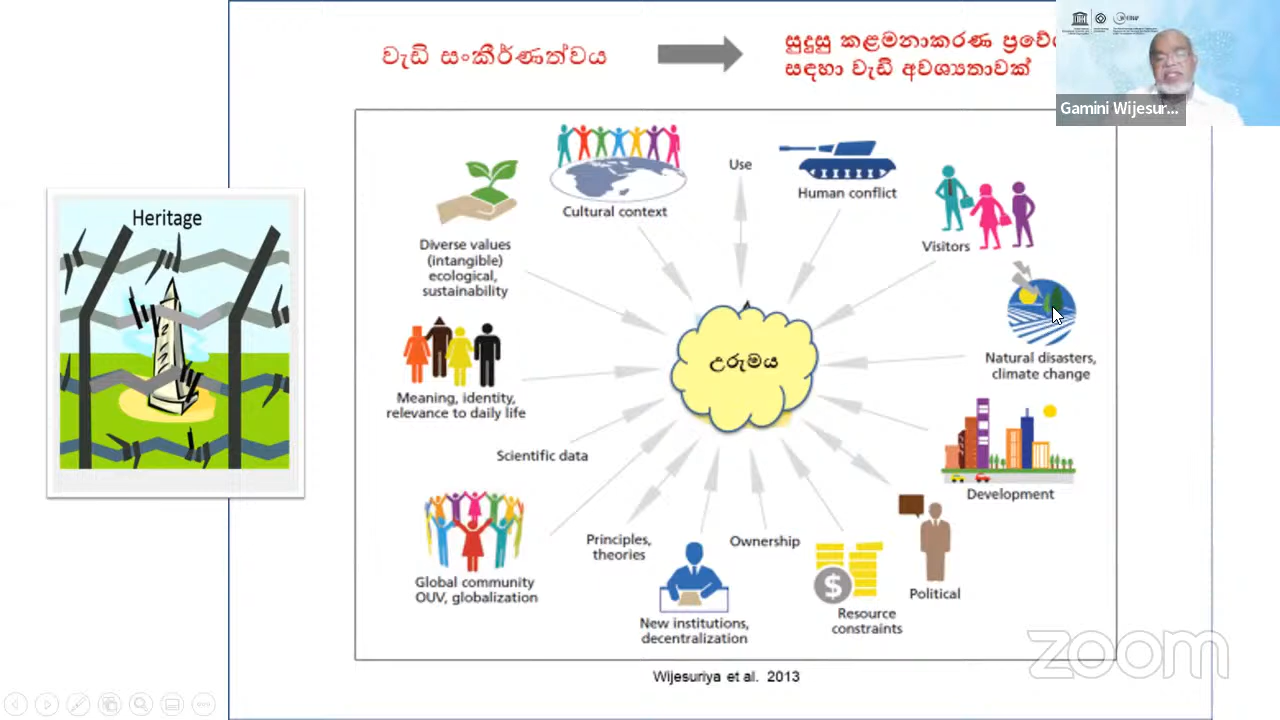 වැඩි සංකීර්ණත්වය
සුදුසු කළමනාකරණ
සඳහා වැඩි අවශ්‍යතාවක්
Gamini Wijesur...
Heritage
Cultural context
Use
Human conflict
Visitors
Diverse values
(intangible)
ecological,
sustainability
උරුමය
Natural disasters,
climate change
Meaning, identity,
relevance to daily life
Scientific data
Development
Global community
OUV, globalization
Principles,
theories
Ownership
New institutions,
decentralization
$
Resource
constraints
Political
Wijesuriya et al. 2013
zoom